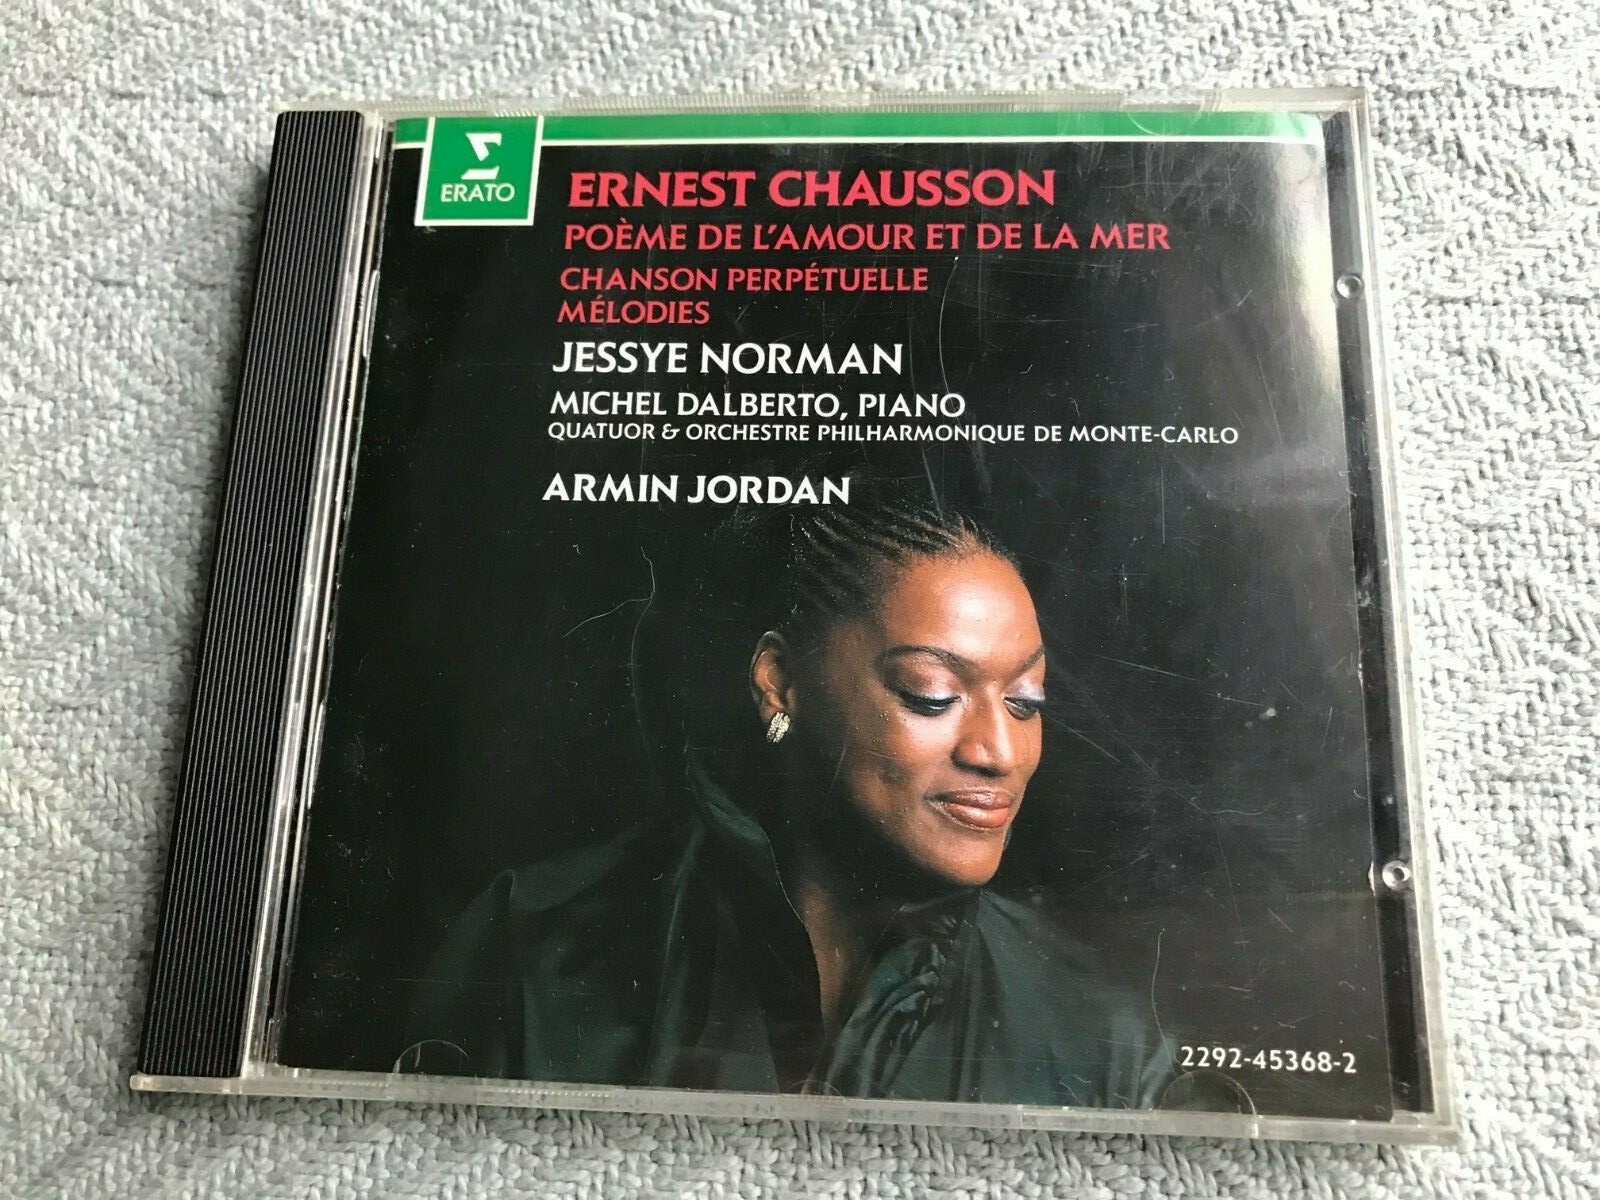 ERATO
ERNEST CHAUSSON
POÈME DE L'AMOUR ET DE LA MER
CHANSON PERPÉTUELLE
MÉLODIES
JESSYE NORMAN
MICHEL DALBERTO, PIANO
QUATUOR & ORCHESTRE PHILHARMONIQUE DE MONTE-CARLO
ARMIN JORDAN
2292-45368-2